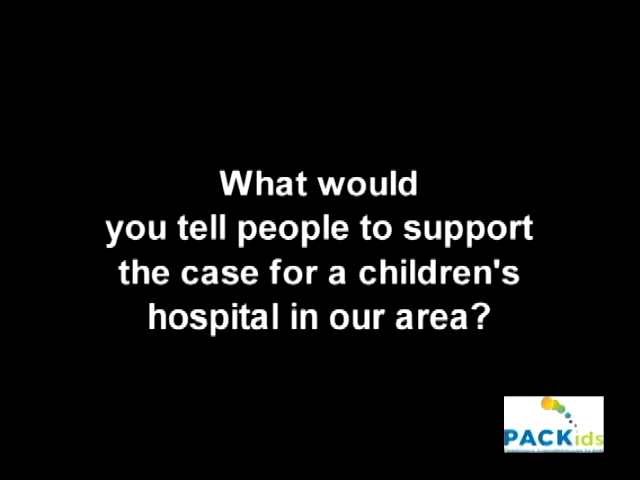 What would
you tell people to support
the case for a children's
hospital in our area?
PACKids